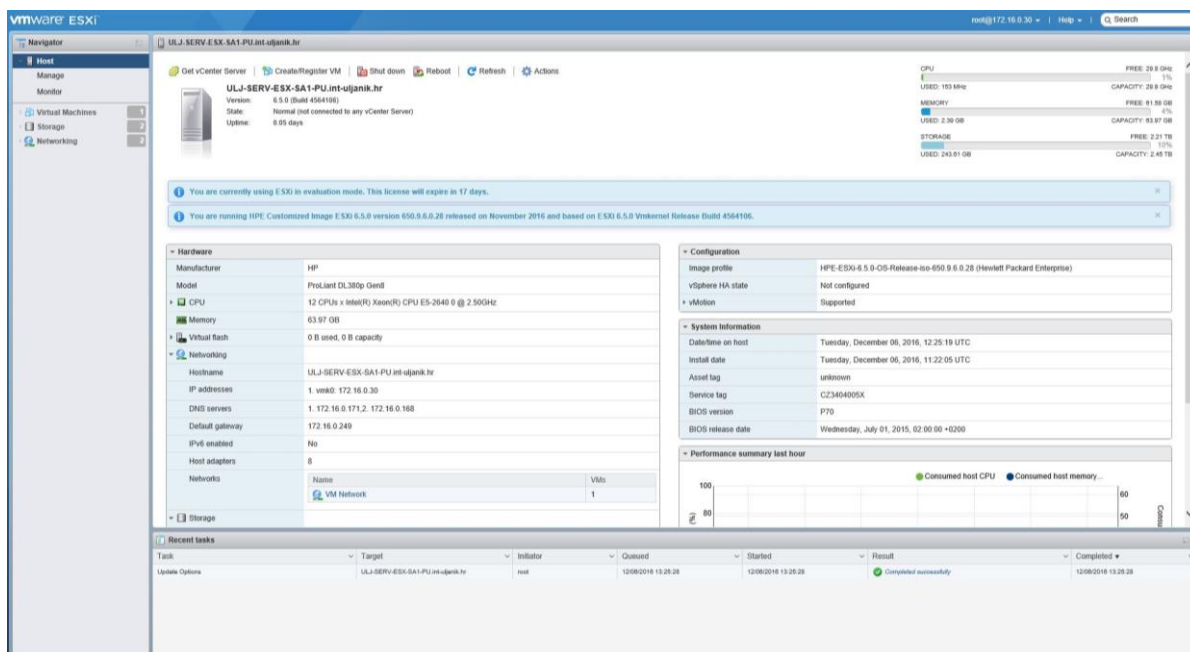 vmware ESXi
root@172.16.0.30 | Help | Search
Navigator
Host
Manage
Monitor
Virtual Machines 1
Storage 2
Networking 2
ULJ-SERV-ESX-SA1-PU.int-uljanik.hr
Get vCenter Server | Create/Register VM | Shut down Reboot | Refresh | Actions
ULJ-SERV-ESX-SA1-PU.int-uljanik.hr
Version: 6.5.0 (Build 4564106)
State: Normal (not connected to any vCenter Server)
Uptime: 0.05 days
CPU FREE: 29.8 GHz
1%
USED: 153 MHz CAPACITY: 29.9 GHz
MEMORY FREE: 61.58 GB
4%
USED: 2.39 GB CAPACITY: 63.97 GB
STORAGE FREE: 2.21 TB
10%
USED: 243.61 GB CAPACITY: 2.45 TB
You are currently using ESXi in evaluation mode. This license will expire in 17 days.
You are running HPE Customized Image ESXi 6.5.0 version 650.9.6.0.28 released on November 2016 and based on ESXi 6.5.0 Vmkernel Release Build 4564106.
Hardware
Manufacturer HP
Model ProLiant DL380p Gen8
CPU 12 CPUs x Intel(R) Xeon(R) CPU E5-2640 0 @ 2.50GHz
Memory 63.97 GB
Virtual flash 0 B used, 0 B capacity
Networking
Hostname ULJ-SERV-ESX-SA1-PU.int-uljanik.hr
IP addresses 1. vmk0: 172.16.0.30
DNS servers 1. 172.16.0.171,2. 172.16.0.168
Default gateway 172.16.0.249
IPv6 enabled No
Host adapters 8
Networks Name VMs
VM Network 1
Storage
Configuration
Image profile HPE-ESXi-6.5.0-OS-Release-iso-650.9.6.0.28 (Hewlett Packard Enterprise)
vSphere HA state Not configured
vMotion Supported
System Information
Date/time on host Tuesday, December 06, 2016, 12:25:19 UTC
Install date Tuesday, December 06, 2016, 11:22:05 UTC
Asset tag unknown
Service tag CZ3404005X
BIOS version P70
BIOS release date Wednesday, July 01, 2015, 02:00:00 +0200
Performance summary last hour
Consumed host CPU Consumed host memory...
100
60
80
50
(%)
Consu
Recent tasks
Task Target Initiator Queued Started Result Completed
Update Options ULJ-SERV-ESX-SA1-PU.int-uljanik.hr root 12/06/2016 13:25:28 12/06/2016 13:25:28 Completed successfully 12/06/2016 13:25:28